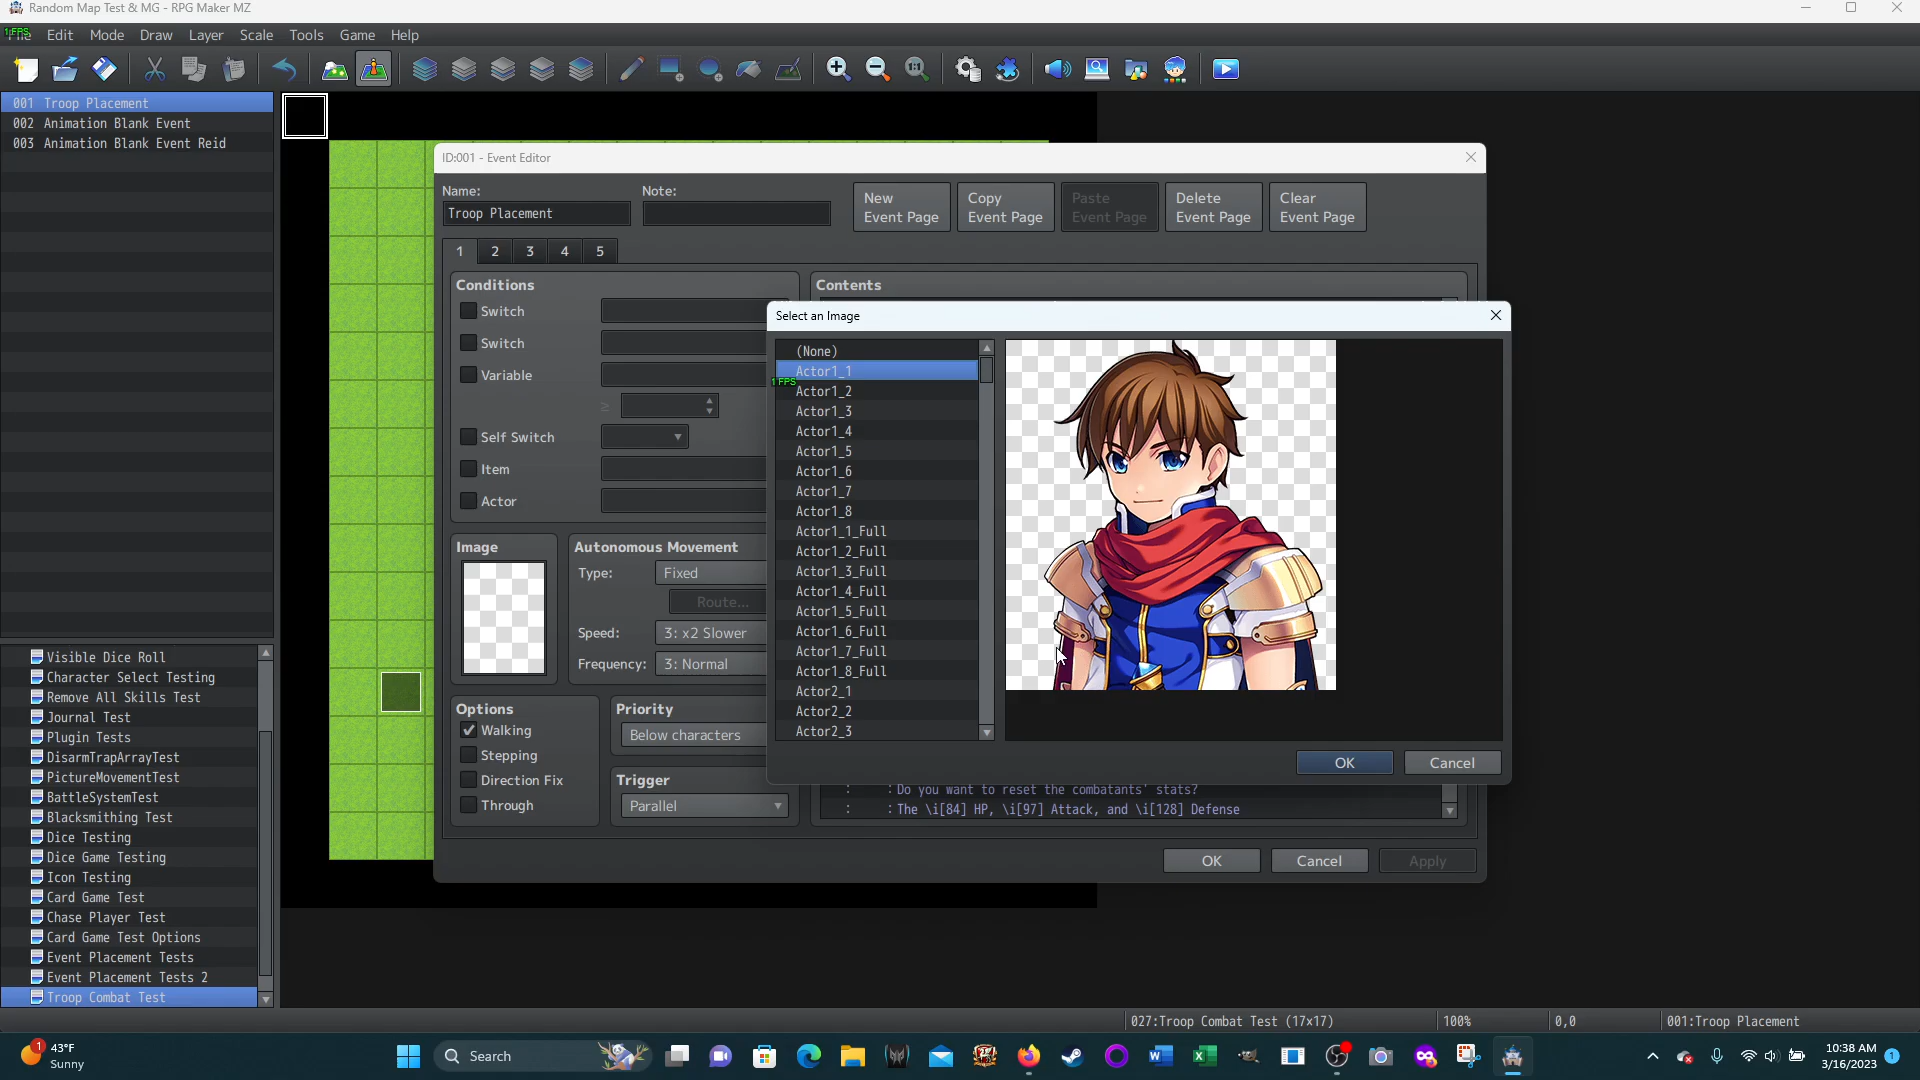 Random Map Test & MG - RPG Maker MZ
1 FPS
File Edit Mode Draw Layer Scale Tools Game Help
1:1
001 Troop Placement
002 Animation Blank Event
003 Animation Blank Event Reid
ID:001 - Event Editor
Name:
Note:
Troop Placement
New Event Page
Copy Event Page
Paste Event Page
Delete Event Page
Clear Event Page
1 2 3 4 5
Conditions
Switch
Switch
Variable
≥
Self Switch
Item
Actor
Contents
Image
Autonomous Movement
Type: Fixed
Route...
Speed: 3: x2 Slower
Frequency: 3: Normal
Options
Walking
Stepping
Direction Fix
Through
Priority
Below characters
Trigger
Parallel
Select an Image
(None)
Actor1_1
1 FPS
Actor1_2
Actor1_3
Actor1_4
Actor1_5
Actor1_6
Actor1_7
Actor1_8
Actor1_1_Full
Actor1_2_Full
Actor1_3_Full
Actor1_4_Full
Actor1_5_Full
Actor1_6_Full
Actor1_7_Full
Actor1_8_Full
Actor2_1
Actor2_2
Actor2_3
OK Cancel
: :Do you want to reset the combatants' stats?
: :The \i[84] HP, \i[97] Attack, and \i[128] Defense
OK Cancel Apply
Visible Dice Roll
Character Select Testing
Remove All Skills Test
Journal Test
Plugin Tests
DisarmTrapArrayTest
PictureMovementTest
BattleSystemTest
Blacksmithing Test
Dice Testing
Dice Game Testing
Icon Testing
Card Game Test
Chase Player Test
Card Game Test Options
Event Placement Tests
Event Placement Tests 2
Troop Combat Test
027:Troop Combat Test (17x17) 100% 0,0 001:Troop Placement
1
43°F
Sunny
Search
10:38 AM
3/16/2023
1